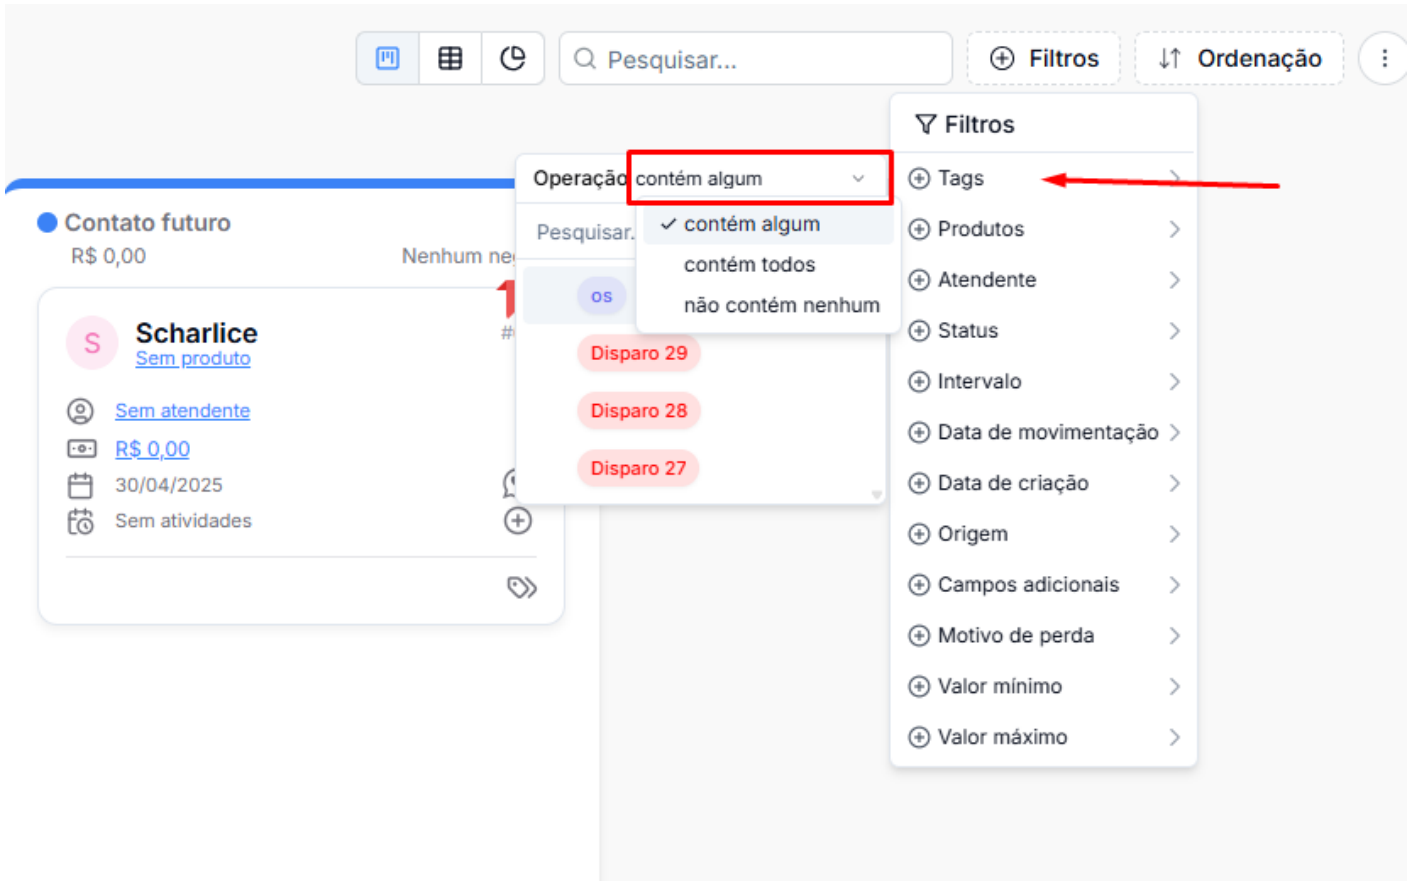 Pesquisar...
Filtros
Ordenação
Filtros
Tags
Produtos
Atendente
Status
Intervalo
Data de movimentação
Data de criação
Origem
Campos adicionais
Motivo de perda
Valor mínimo
Valor máximo
Operação contém algum
contém algum
contém todos
não contém nenhum
Pesquisar.
os
Disparo 29
Disparo 28
Disparo 27
Contato futuro
R$ 0,00
Nenhum
S
Scharlice
#
Sem produto
Sem atendente
R$ 0,00
30/04/2025
Sem atividades